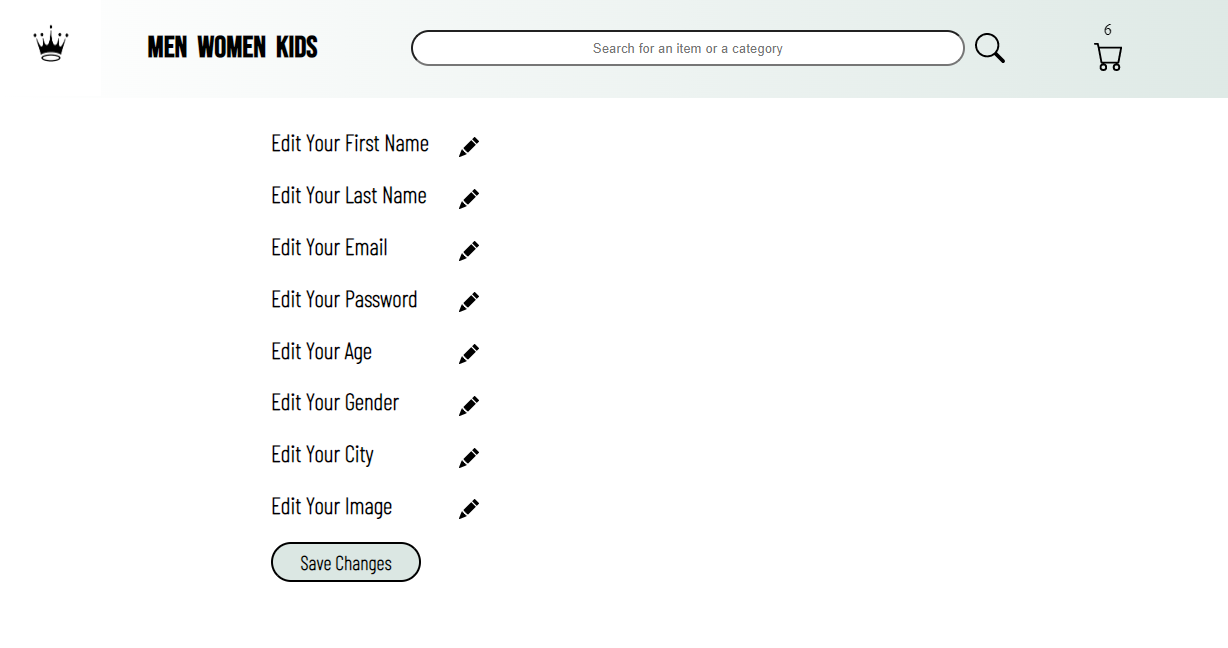 MEN WOMEN KIDS
Search for an item or a category
6
Edit Your First Name
Edit Your Last Name
Edit Your Email
Edit Your Password
Edit Your Age
Edit Your Gender
Edit Your City
Edit Your Image
Save Changes